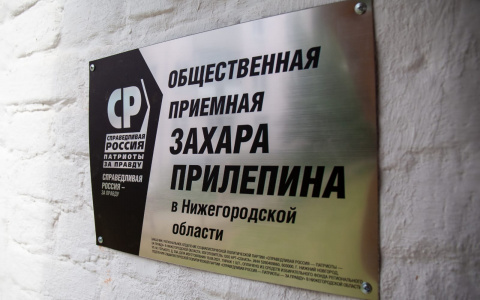 СР
СПРАВЕДЛИВАЯ
РОССИЯ
ПАТРИОТЫ
ЗА ПРАВДУ
СПРАВЕДЛИВАЯ
РОССИЯ –
ЗА ПРАВДУ
ОБЩЕСТВЕННАЯ
ПРИЕМНАЯ
ЗАХАРА
ПРИЛЕПИНА
в Нижегородской
области